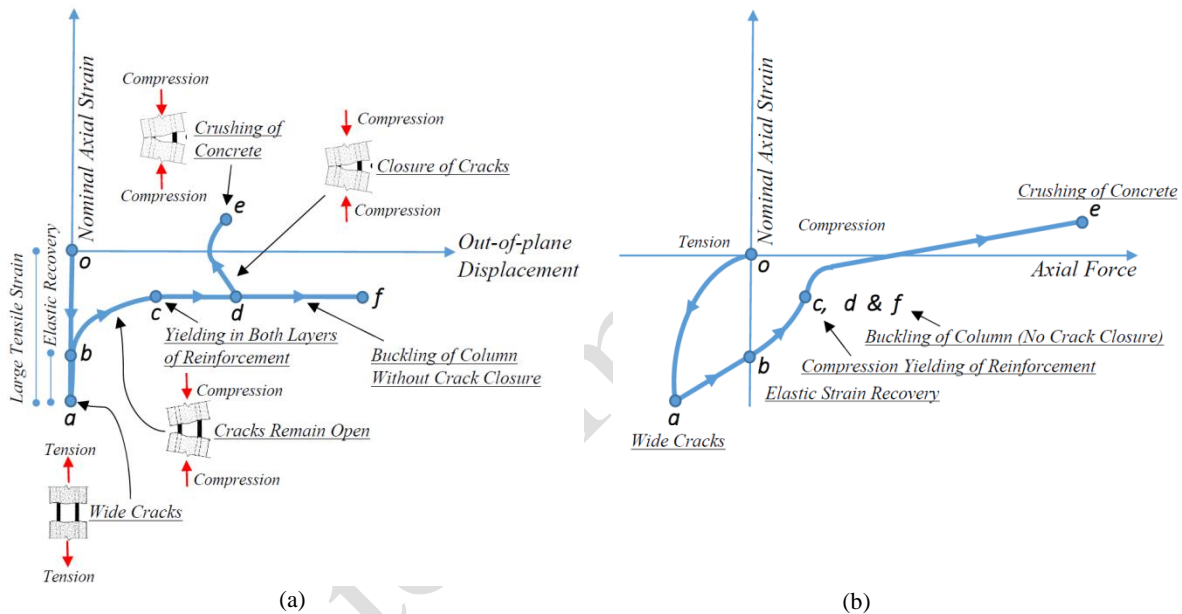 Nominal Axial Strain
Compression
Crushing of
Concrete
Compression
Compression
Closure of Cracks
Compression
e
o
Out-of-plane
Displacement
Large Tensile Strain
Elastic Recovery
c
d
f
b
Yielding in Both Layers
of Reinforcement
Buckling of Column
Without Crack Closure
a
Compression
Cracks Remain Open
Compression
Tension
Wide Cracks
Tension
(a)
Nominal Axial Strain
Crushing of Concrete
e
Tension
Compression
o
Axial Force
c, d & f
Buckling of Column (No Crack Closure)
b
Compression Yielding of Reinforcement
Elastic Strain Recovery
a
Wide Cracks
(b)